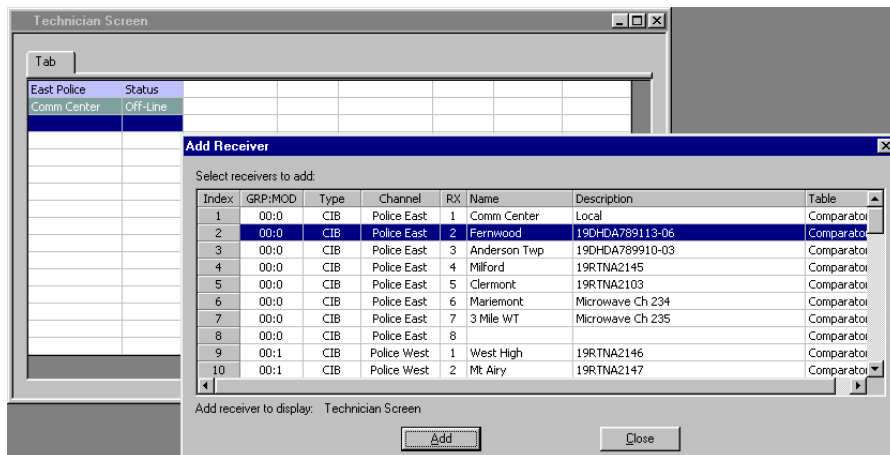 Technician Screen
Tab
East Police Status
Comm Center Off-Line
Add Receiver
Select receivers to add:
Index GRP:MOD Type Channel RX Name Description Table
1 00:0 CIB Police East 1 Comm Center Local Comparator
2 00:0 CIB Police East 2 Fernwood 19DHDA789113-06 Comparator
3 00:0 CIB Police East 3 Anderson Twp 19DHDA789910-03 Comparator
4 00:0 CIB Police East 4 Milford 19RTNA2145 Comparator
5 00:0 CIB Police East 5 Clermont 19RTNA2103 Comparator
6 00:0 CIB Police East 6 Mariemont Microwave Ch 234 Comparator
7 00:0 CIB Police East 7 3 Mile WT Microwave Ch 235 Comparator
8 00:0 CIB Police East 8 Comparator
9 00:1 CIB Police West 1 West High 19RTNA2146 Comparator
10 00:1 CIB Police West 2 Mt Airy 19RTNA2147 Comparator
Add receiver to display: Technician Screen
Add Close